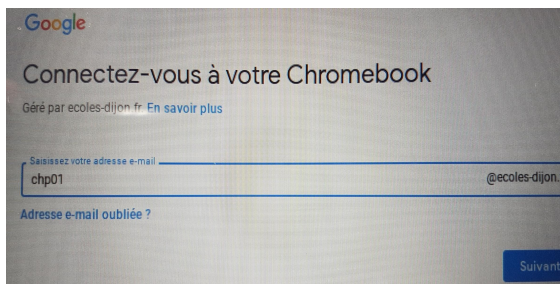 Google
Connectez-vous à votre Chromebook
Géré par ecoles-dijon.fr En savoir plus
Saisissez votre adresse e-mail
chp01 @ecoles-dijon.
Adresse e-mail oubliée ?
Suivant